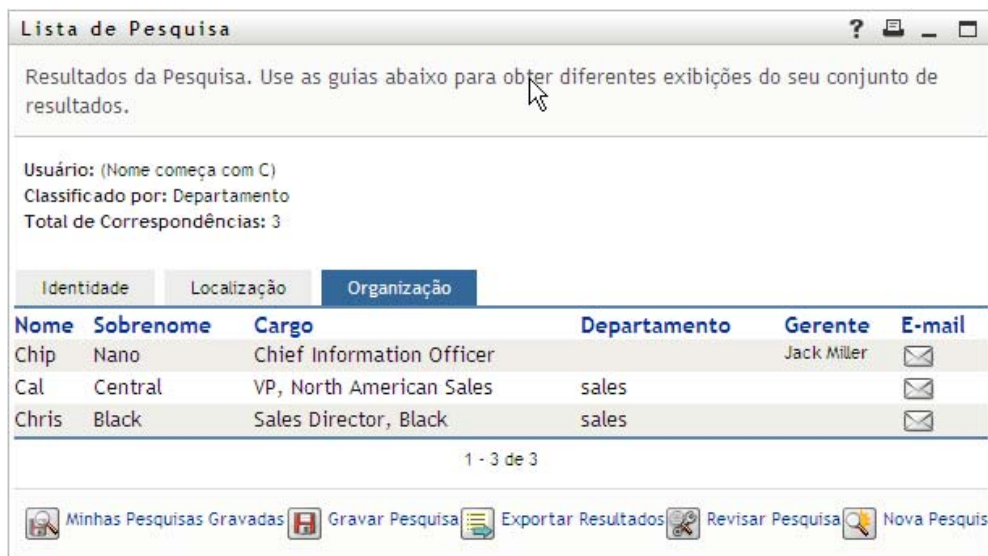 Lista de Pesquisa
Resultados da Pesquisa. Use as guias abaixo para obter diferentes exibições do seu conjunto de
resultados.
Usuário: (Nome começa com C)
Classificado por: Departamento
Total de Correspondências: 3
Identidade Localização Organização
Nome Sobrenome Cargo Departamento Gerente E-mail
Chip Nano Chief Information Officer Jack Miller
Cal Central VP, North American Sales sales
Chris Black Sales Director, Black sales
1 - 3 de 3
Minhas Pesquisas Gravadas Gravar Pesquisa Exportar Resultados Revisar Pesquisa Nova Pesquis